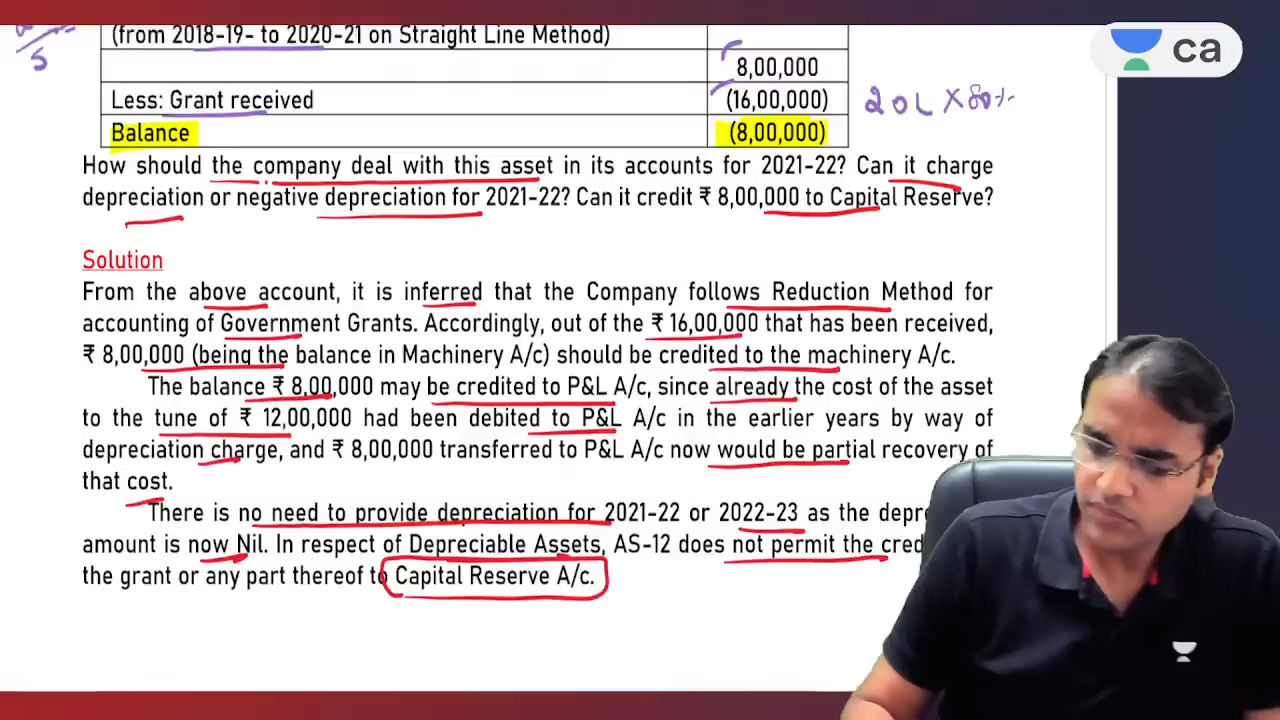 5
(from 2018-19- to 2020-21 on Straight Line Method)
ca
8,00,000
Less: Grant received (16,00,000) 20L X 80%
Balance (8,00,000)
How should the company deal with this asset in its accounts for 2021-22? Can it charge
depreciation or negative depreciation for 2021-22? Can it credit ₹ 8,00,000 to Capital Reserve?
Solution
From the above account, it is inferred that the Company follows Reduction Method for
accounting of Government Grants. Accordingly, out of the ₹ 16,00,000 that has been received,
₹ 8,00,000 (being the balance in Machinery A/c) should be credited to the machinery A/c.
The balance ₹ 8,00,000 may be credited to P&L A/c, since already the cost of the asset
to the tune of ₹ 12,00,000 had been debited to P&L A/c in the earlier years by way of
depreciation charge, and ₹ 8,00,000 transferred to P&L A/c now would be partial recovery of
that cost.
There is no need to provide depreciation for 2021-22 or 2022-23 as the
amount is now Nil. In respect of Depreciable Assets, AS-12 does not permit the
the grant or any part thereof to Capital Reserve A/c.